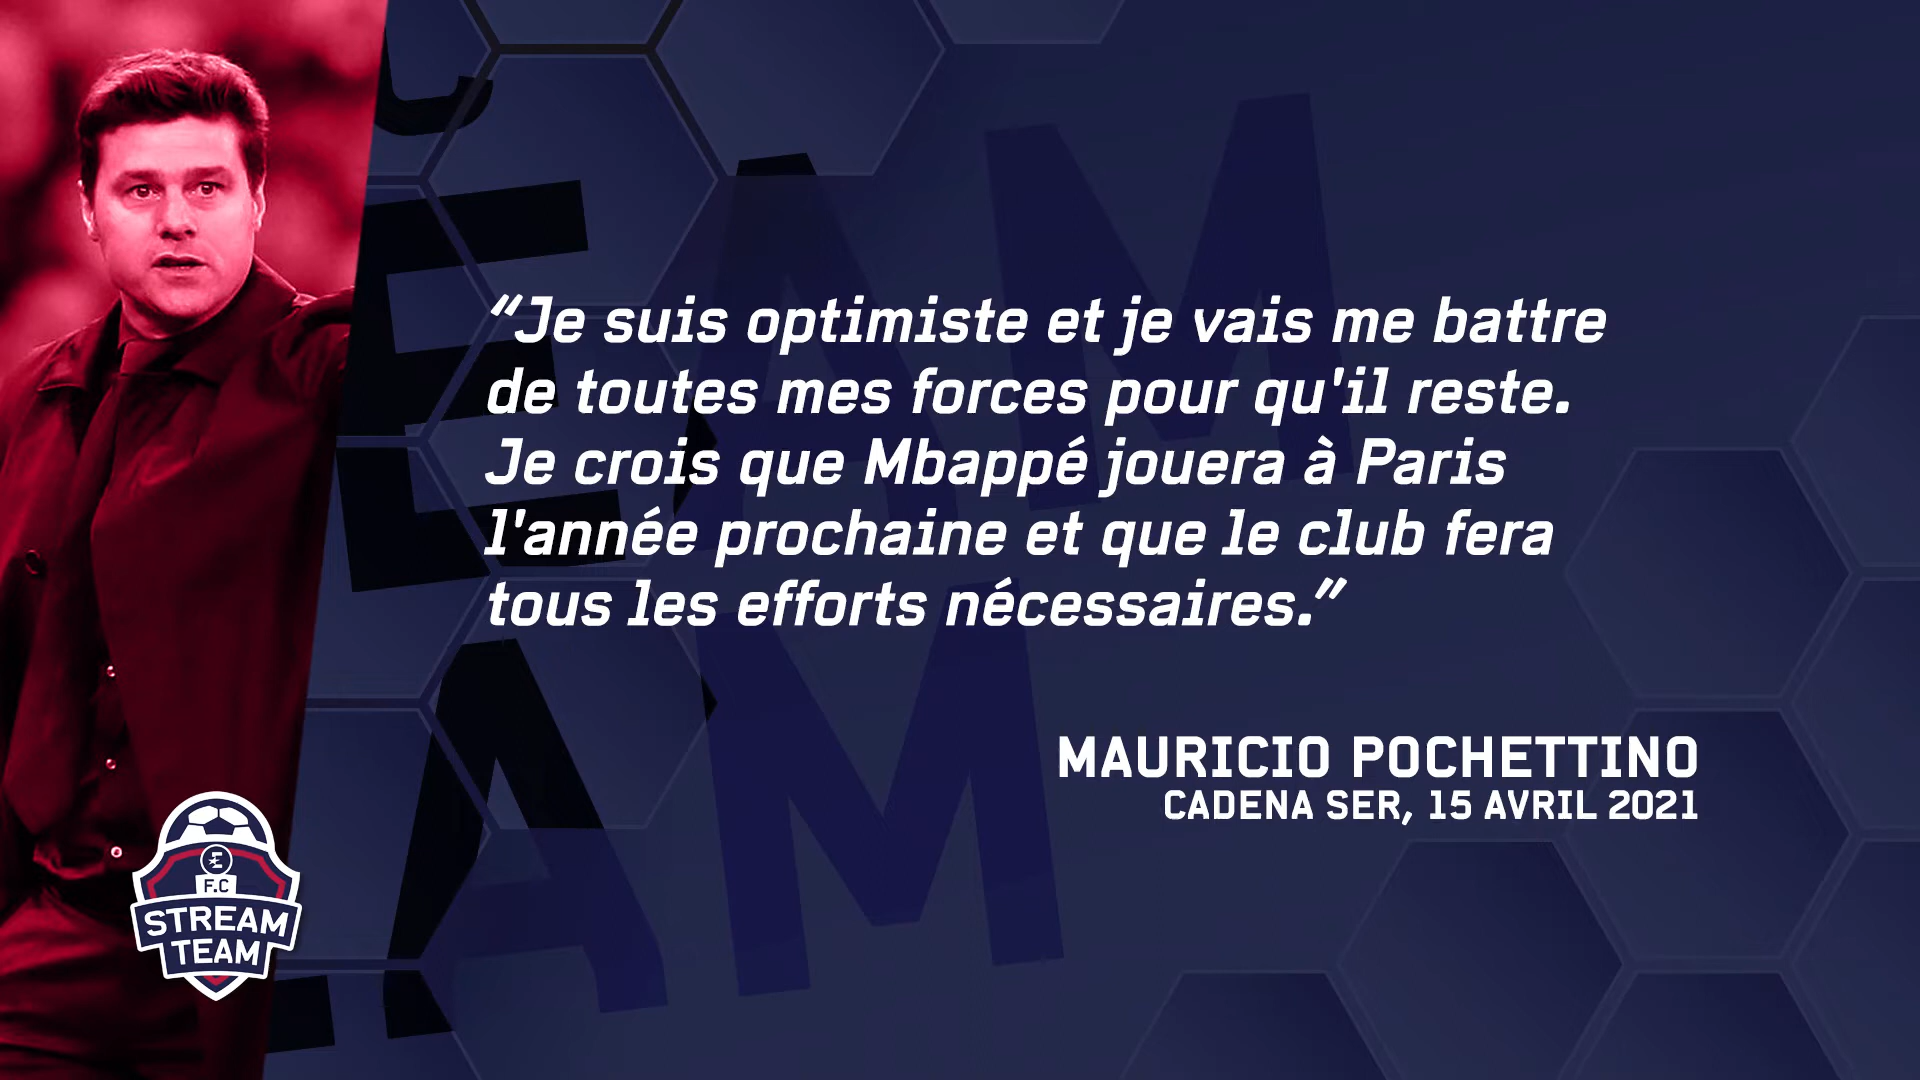 “Je suis optimiste et je vais me battre
de toutes mes forces pour qu'il reste.
Je crois que Mbappé jouera à Paris
l'année prochaine et que le club fera
tous les efforts nécessaires.”
MAURICIO POCHETTINO
CADENA SER, 15 AVRIL 2021
E
F.C
STREAM
TEAM